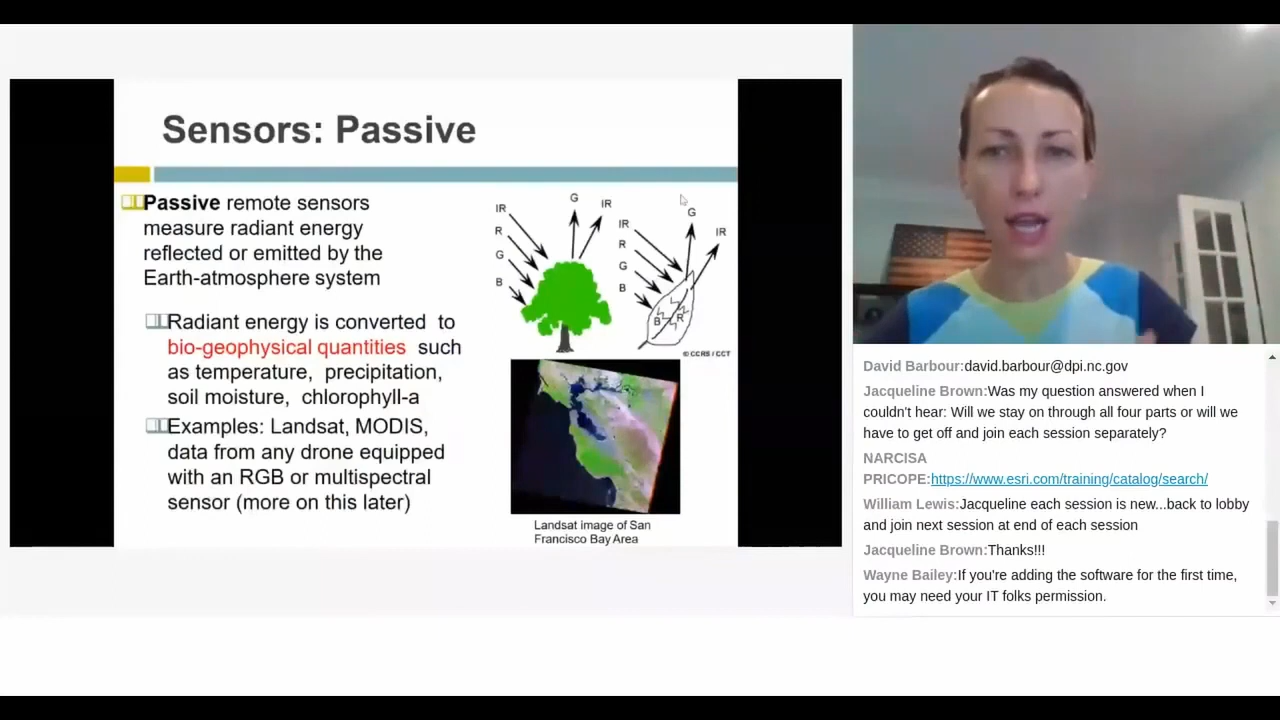 Sensors: Passive
Passive remote sensors
measure radiant energy
reflected or emitted by the
Earth-atmosphere system
Radiant energy is converted to
bio-geophysical quantities such
as temperature, precipitation,
soil moisture, chlorophyll-a
Examples: Landsat, MODIS,
data from any drone equipped
with an RGB or multispectral
sensor (more on this later)
IR
R
G
B
G
IR
IR
R
G
B
G
IR
B
R
© CCRS / CCT
Landsat image of San
Francisco Bay Area
David Barbour:david.barbour@dpi.nc.gov
Jacqueline Brown:Was my question answered when I
couldn't hear: Will we stay on through all four parts or will we
have to get off and join each session separately?
NARCISA
PRICOPE:https://www.esri.com/training/catalog/search/
William Lewis:Jacqueline each session is new...back to lobby
and join next session at end of each session
Jacqueline Brown:Thanks!!!
Wayne Bailey:If you're adding the software for the first time,
you may need your IT folks permission.